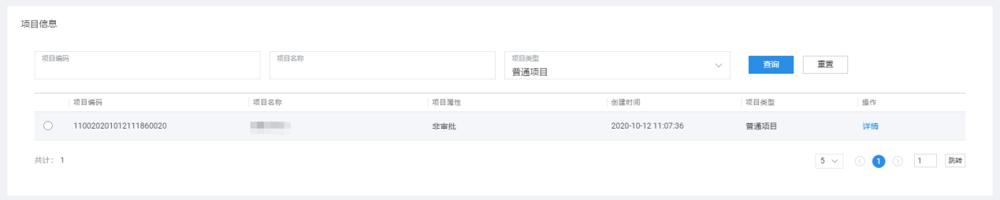 项目信息
项目编码 项目名称 项目类型
普通项目 查询 重置
项目编码 项目名称 项目属性 创建时间 项目类型 操作
110020201012111860020 非审批 2020-10-12 11:07:36 普通项目 详情
共计： 1 5 1 1 跳转